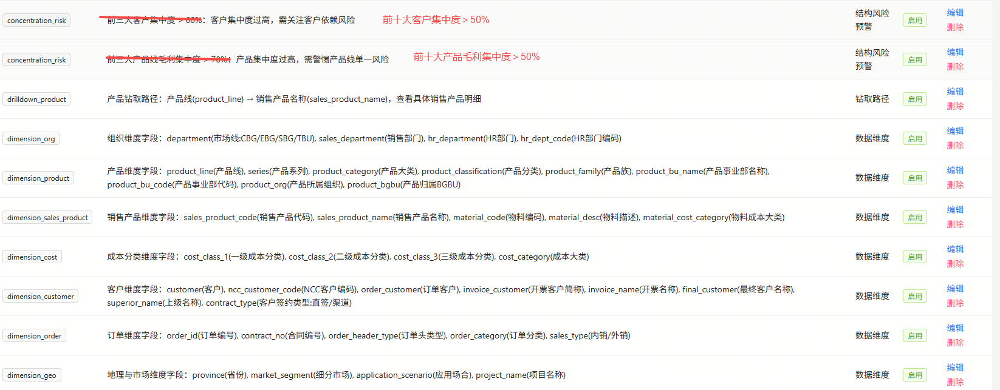 concentration_risk 前三大客户集中度 > 60%：客户集中度过高，需关注客户依赖风险 前十大客户集中度＞50% 结构风险预警 启用 编辑 删除
concentration_risk 前三大产品线毛利集中度 > 70%：产品集中度过高，需警惕产品线单一风险 前十大产品毛利集中度＞50% 结构风险预警 启用 编辑 删除
drilldown_product 产品钻取路径：产品线(product_line) → 销售产品名称(sales_product_name)，查看具体销售产品明细 钻取路径 启用 编辑 删除
dimension_org 组织维度字段：department(市场线:CBG/EBG/SBG/TBU), sales_department(销售部门), hr_department(HR部门), hr_dept_code(HR部门编码) 数据维度 启用 编辑 删除
dimension_product 产品维度字段：product_line(产品线), series(产品系列), product_category(产品大类), product_classification(产品分类), product_family(产品族), product_bu_name(产品事业部名称),
product_bu_code(产品事业部代码), product_org(产品所属组织), product_bgbu(产品归属BGBU) 数据维度 启用 编辑 删除
dimension_sales_product 销售产品维度字段：sales_product_code(销售产品代码), sales_product_name(销售产品名称), material_code(物料编码), material_desc(物料描述), material_cost_category(物料成本大类) 数据维度 启用 编辑 删除
dimension_cost 成本分类维度字段：cost_class_1(一级成本分类), cost_class_2(二级成本分类), cost_class_3(三级成本分类), cost_category(成本大类) 数据维度 启用 编辑 删除
dimension_customer 客户维度字段：customer(客户), ncc_customer_code(NCC客户编码), order_customer(订单客户), invoice_customer(开票客户简称), invoice_name(开票名称), final_customer(最终客户名称),
superior_name(上级名称), contract_type(客户签约类型:直签/渠道) 数据维度 启用 编辑 删除
dimension_order 订单维度字段：order_id(订单编号), contract_no(合同编号), order_header_type(订单头类型), order_category(订单分类), sales_type(内销/外销) 数据维度 启用 编辑 删除
dimension_geo 地理与市场维度字段：province(省份), market_segment(细分市场), application_scenario(应用场合), project_name(项目名称) 数据维度 启用 编辑 删除